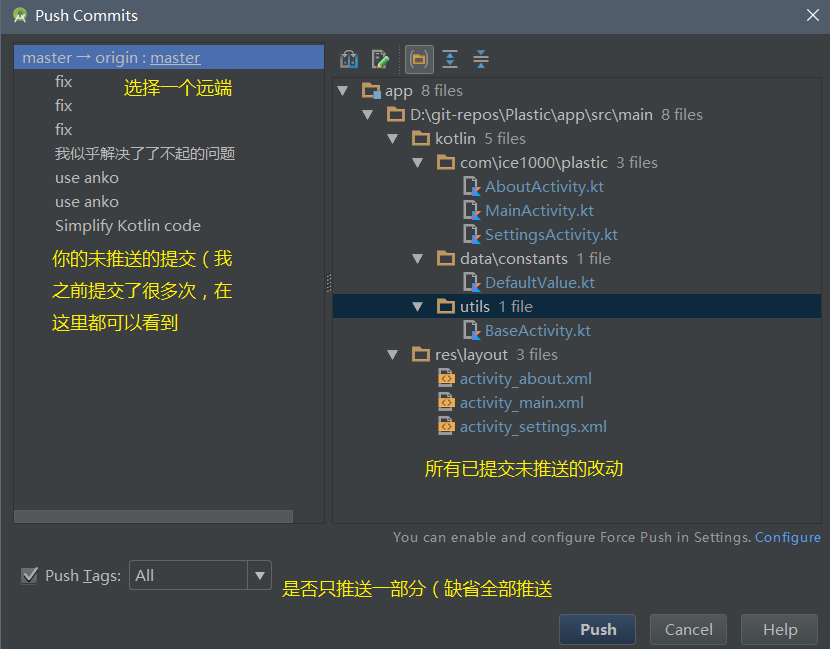 Push Commits
master → origin : master
fix
选择一个远端
fix
fix
我似乎解决了了不起的问题
use anko
use anko
Simplify Kotlin code
你的未推送的提交（我
之前提交了很多次，在
这里都可以看到
app 8 files
D:\git-repos\Plastic\app\src\main 8 files
kotlin 5 files
com\ice1000\plastic 3 files
AboutActivity.kt
MainActivity.kt
SettingsActivity.kt
data\constants 1 file
DefaultValue.kt
utils 1 file
BaseActivity.kt
res\layout 3 files
activity_about.xml
activity_main.xml
activity_settings.xml
所有已提交未推送的改动
You can enable and configure Force Push in Settings. Configure
Push Tags: All
是否只推送一部分（缺省全部推送
Push Cancel Help